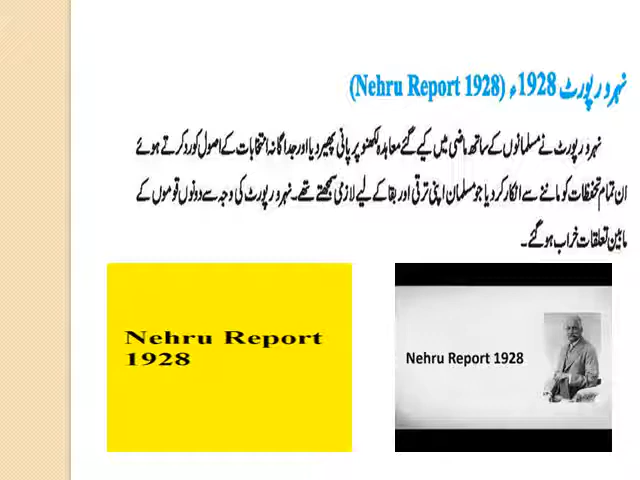 نہرو رپورٹ 1928ء (Nehru Report 1928)
نہرو رپورٹ نے مسلمانوں کے ساتھ ماضی میں کیے گئے معاہدہ لکھنو پر پانی پھیر دیا اور جداگانہ انتخابات کے اصول کو رد کرتے ہوئے
ان تمام تحفظات کو ماننے سے انکار کر دیا جو مسلمان اپنی ترقی اور بقا کے لیے لازمی سمجھتے تھے۔ نہرو رپورٹ کی وجہ سے دونوں قوموں کے
مابین تعلقات خراب ہو گئے۔
Nehru Report
1928
Nehru Report 1928